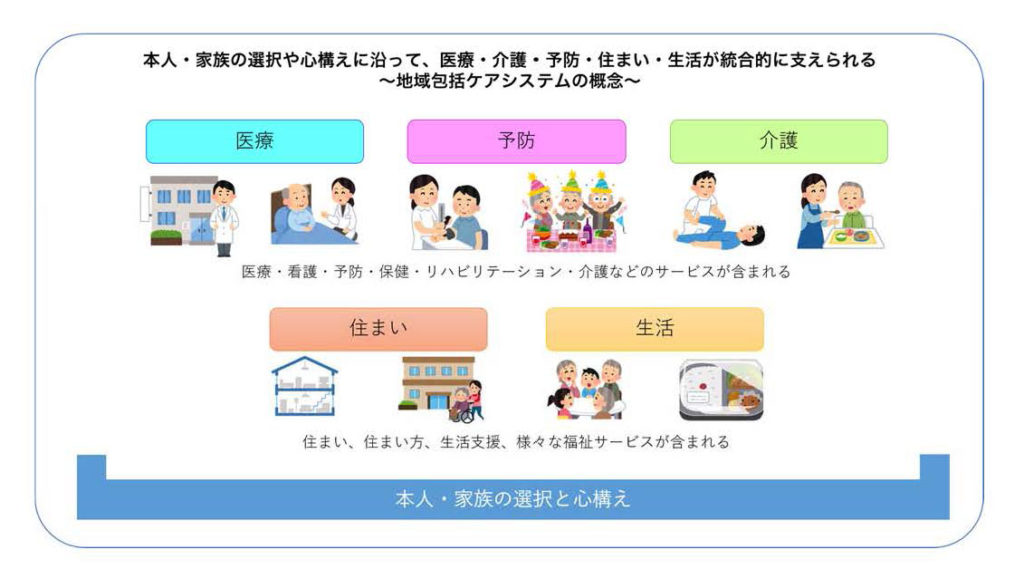 本人・家族の選択や心構えに沿って、医療・介護・予防・住まい・生活が統合的に支えられる
〜地域包括ケアシステムの概念〜
医療
予防
介護
医療・看護・予防・保健・リハビリテーション・介護などのサービスが含まれる
住まい
生活
住まい、住まい方、生活支援、様々な福祉サービスが含まれる
本人・家族の選択と心構え